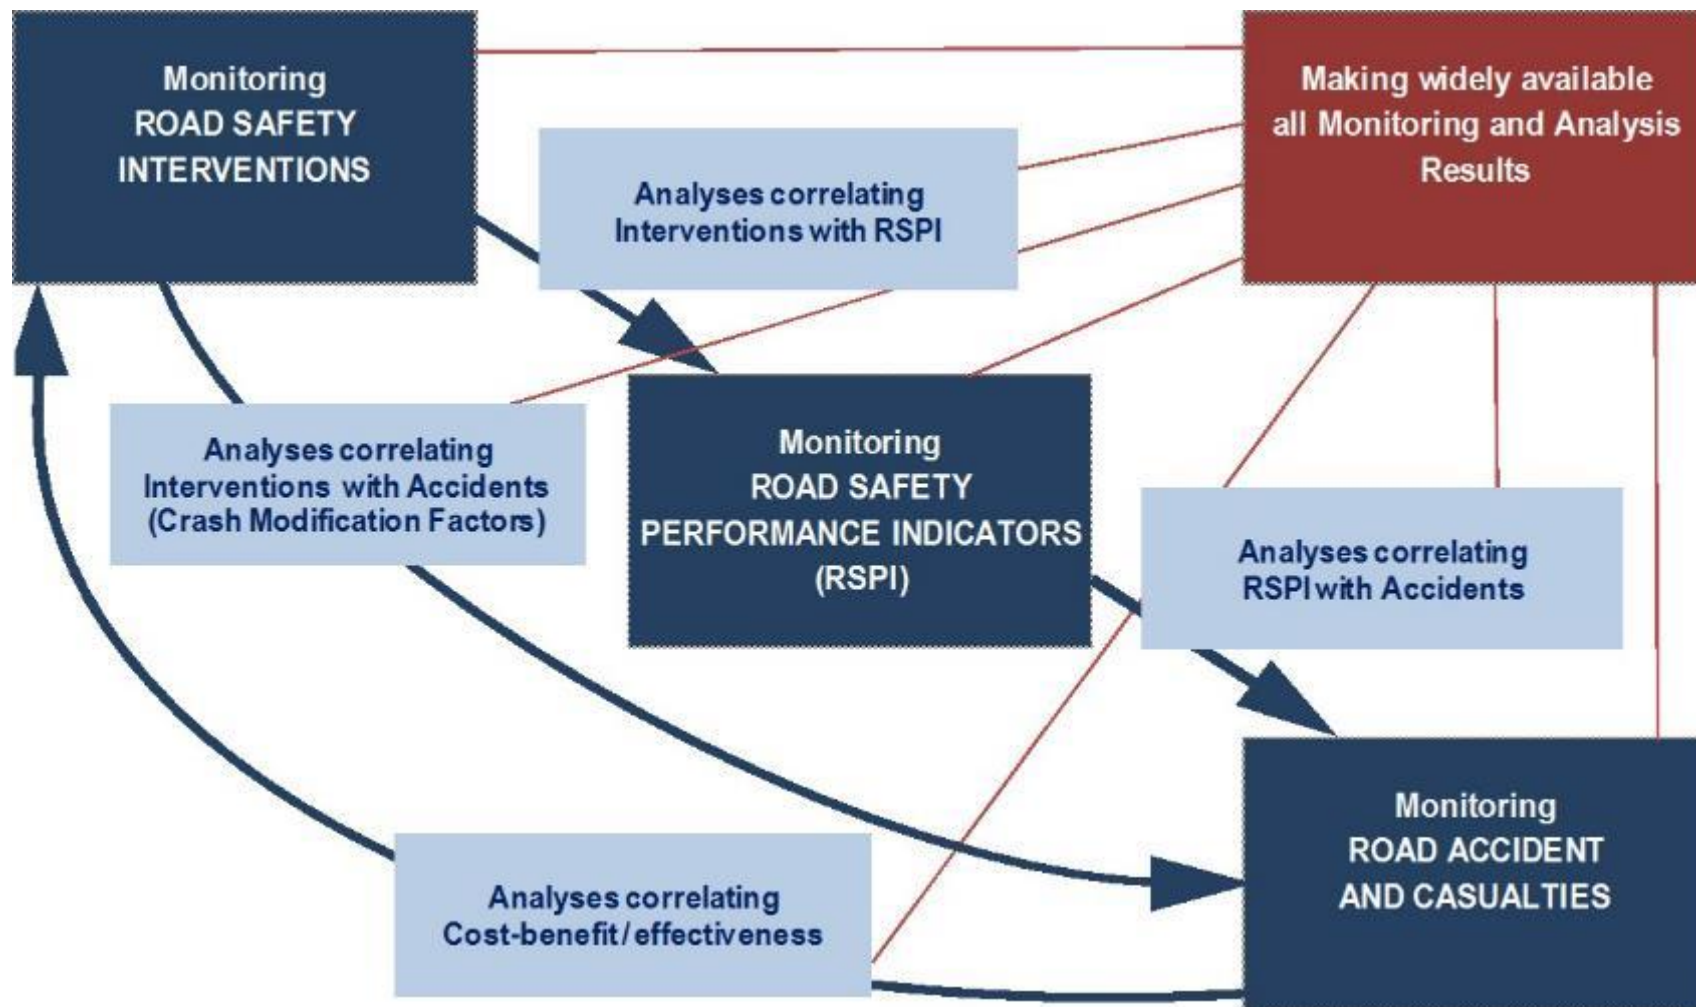 Monitoring
ROAD SAFETY
INTERVENTIONS
Making widely available
all Monitoring and Analysis
Results
Analyses correlating
Interventions with RSPI
Analyses correlating
Interventions with Accidents
(Crash Modification Factors)
Monitoring
ROAD SAFETY
PERFORMANCE INDICATORS
(RSPI)
Analyses correlating
RSPI with Accidents
Monitoring
ROAD ACCIDENT
AND CASUALTIES
Analyses correlating
Cost-benefit/effectiveness